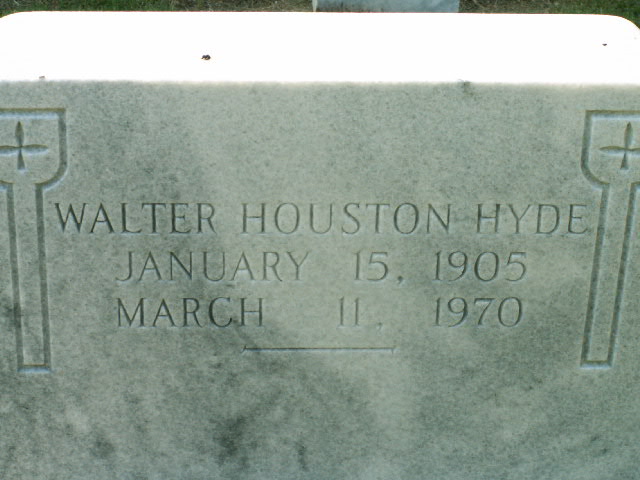 WALTER HOUSTON HYDE
JANUARY 15, 1905
MARCH 11, 1970